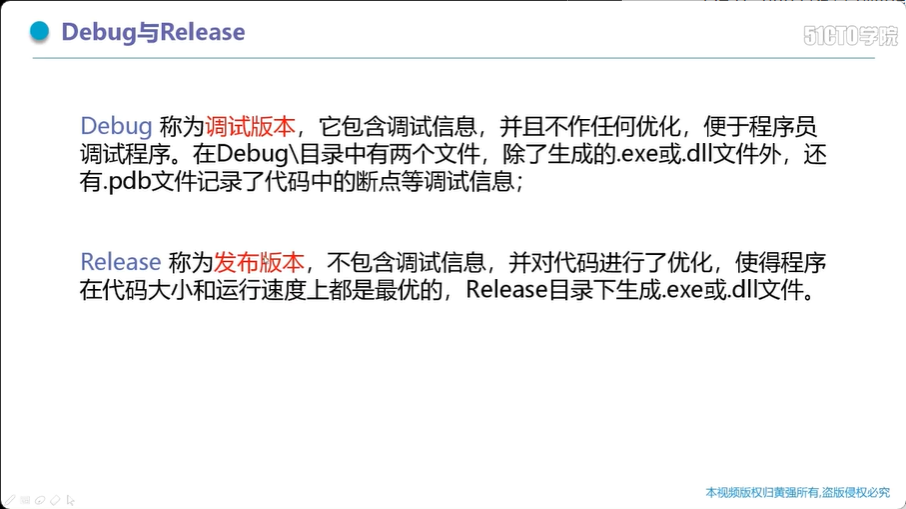 Debug与Release
51CTO学院
Debug 称为调试版本，它包含调试信息，并且不作任何优化，便于程序员
调试程序。在Debug\目录中有两个文件，除了生成的.exe或.dll文件外，还
有.pdb文件记录了代码中的断点等调试信息；
Release 称为发布版本，不包含调试信息，并对代码进行了优化，使得程序
在代码大小和运行速度上都是最优的，Release目录下生成.exe或.dll文件。
本视频版权归黄强所有,盗版侵权必究